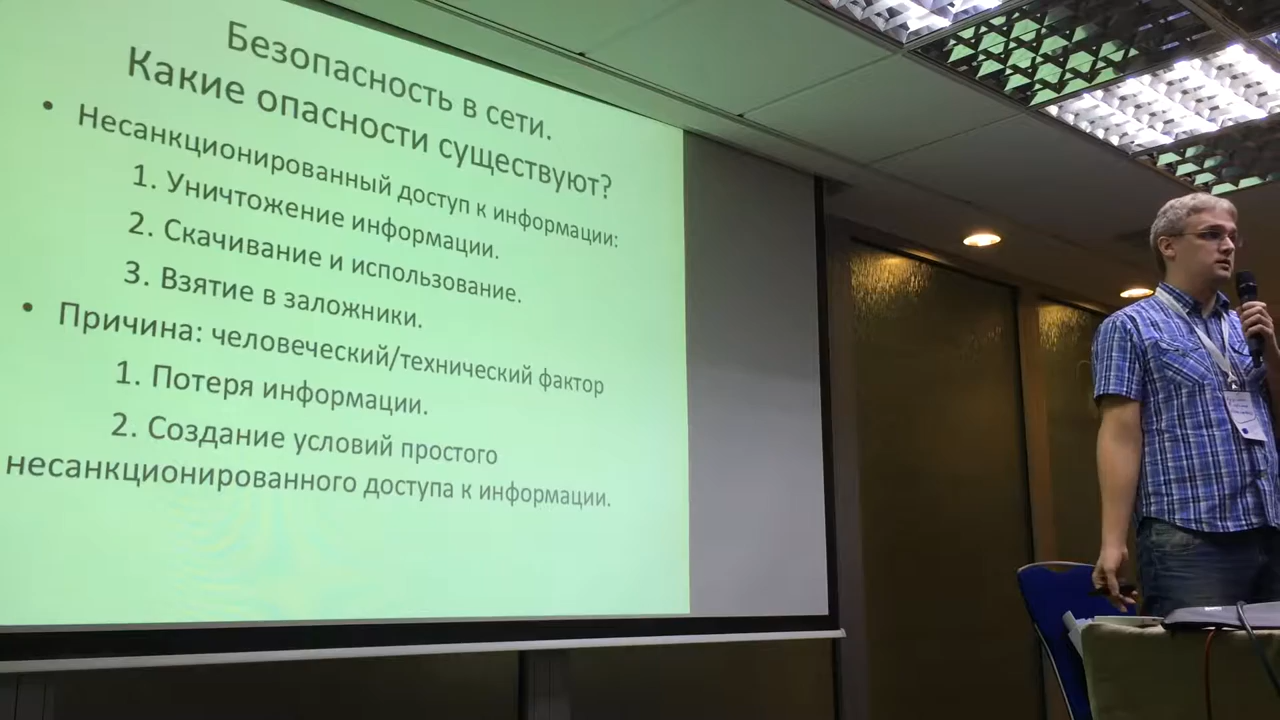 Безопасность в сети.
Какие опасности существуют?
• Несанкционированный доступ к информации:
1. Уничтожение информации.
2. Скачивание и использование.
3. Взятие в заложники.
• Причина: человеческий/технический фактор
1. Потеря информации.
2. Создание условий простого
несанкционированного доступа к информации.